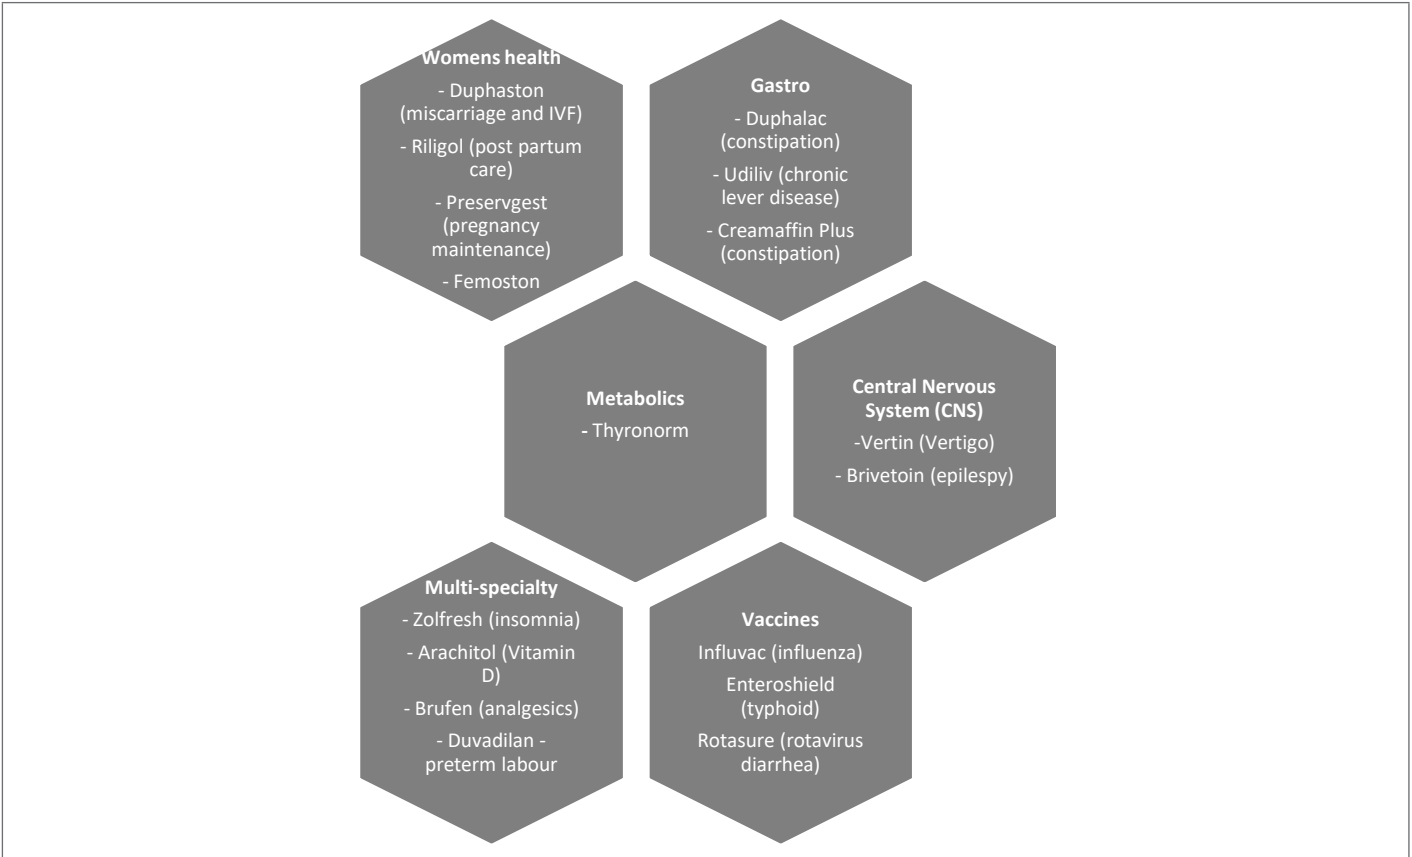 Womens health
- Duphaston
(miscarriage and IVF)
- Riligol (post partum
care)
- Preservgest
(pregnancy
maintenance)
- Femoston
Gastro
- Duphalac
(constipation)
- Udiliv (chronic
lever disease)
- Creamaffin Plus
(constipation)
Metabolics
- Thyronorm
Central Nervous
System (CNS)
-Vertin (Vertigo)
- Brivetoin (epilespy)
Multi-specialty
- Zolfresh (insomnia)
- Arachitol (Vitamin
D)
- Brufen (analgesics)
- Duvadilan -
preterm labour
Vaccines
Influvac (influenza)
Enteroshield
(typhoid)
Rotasure (rotavirus
diarrhea)